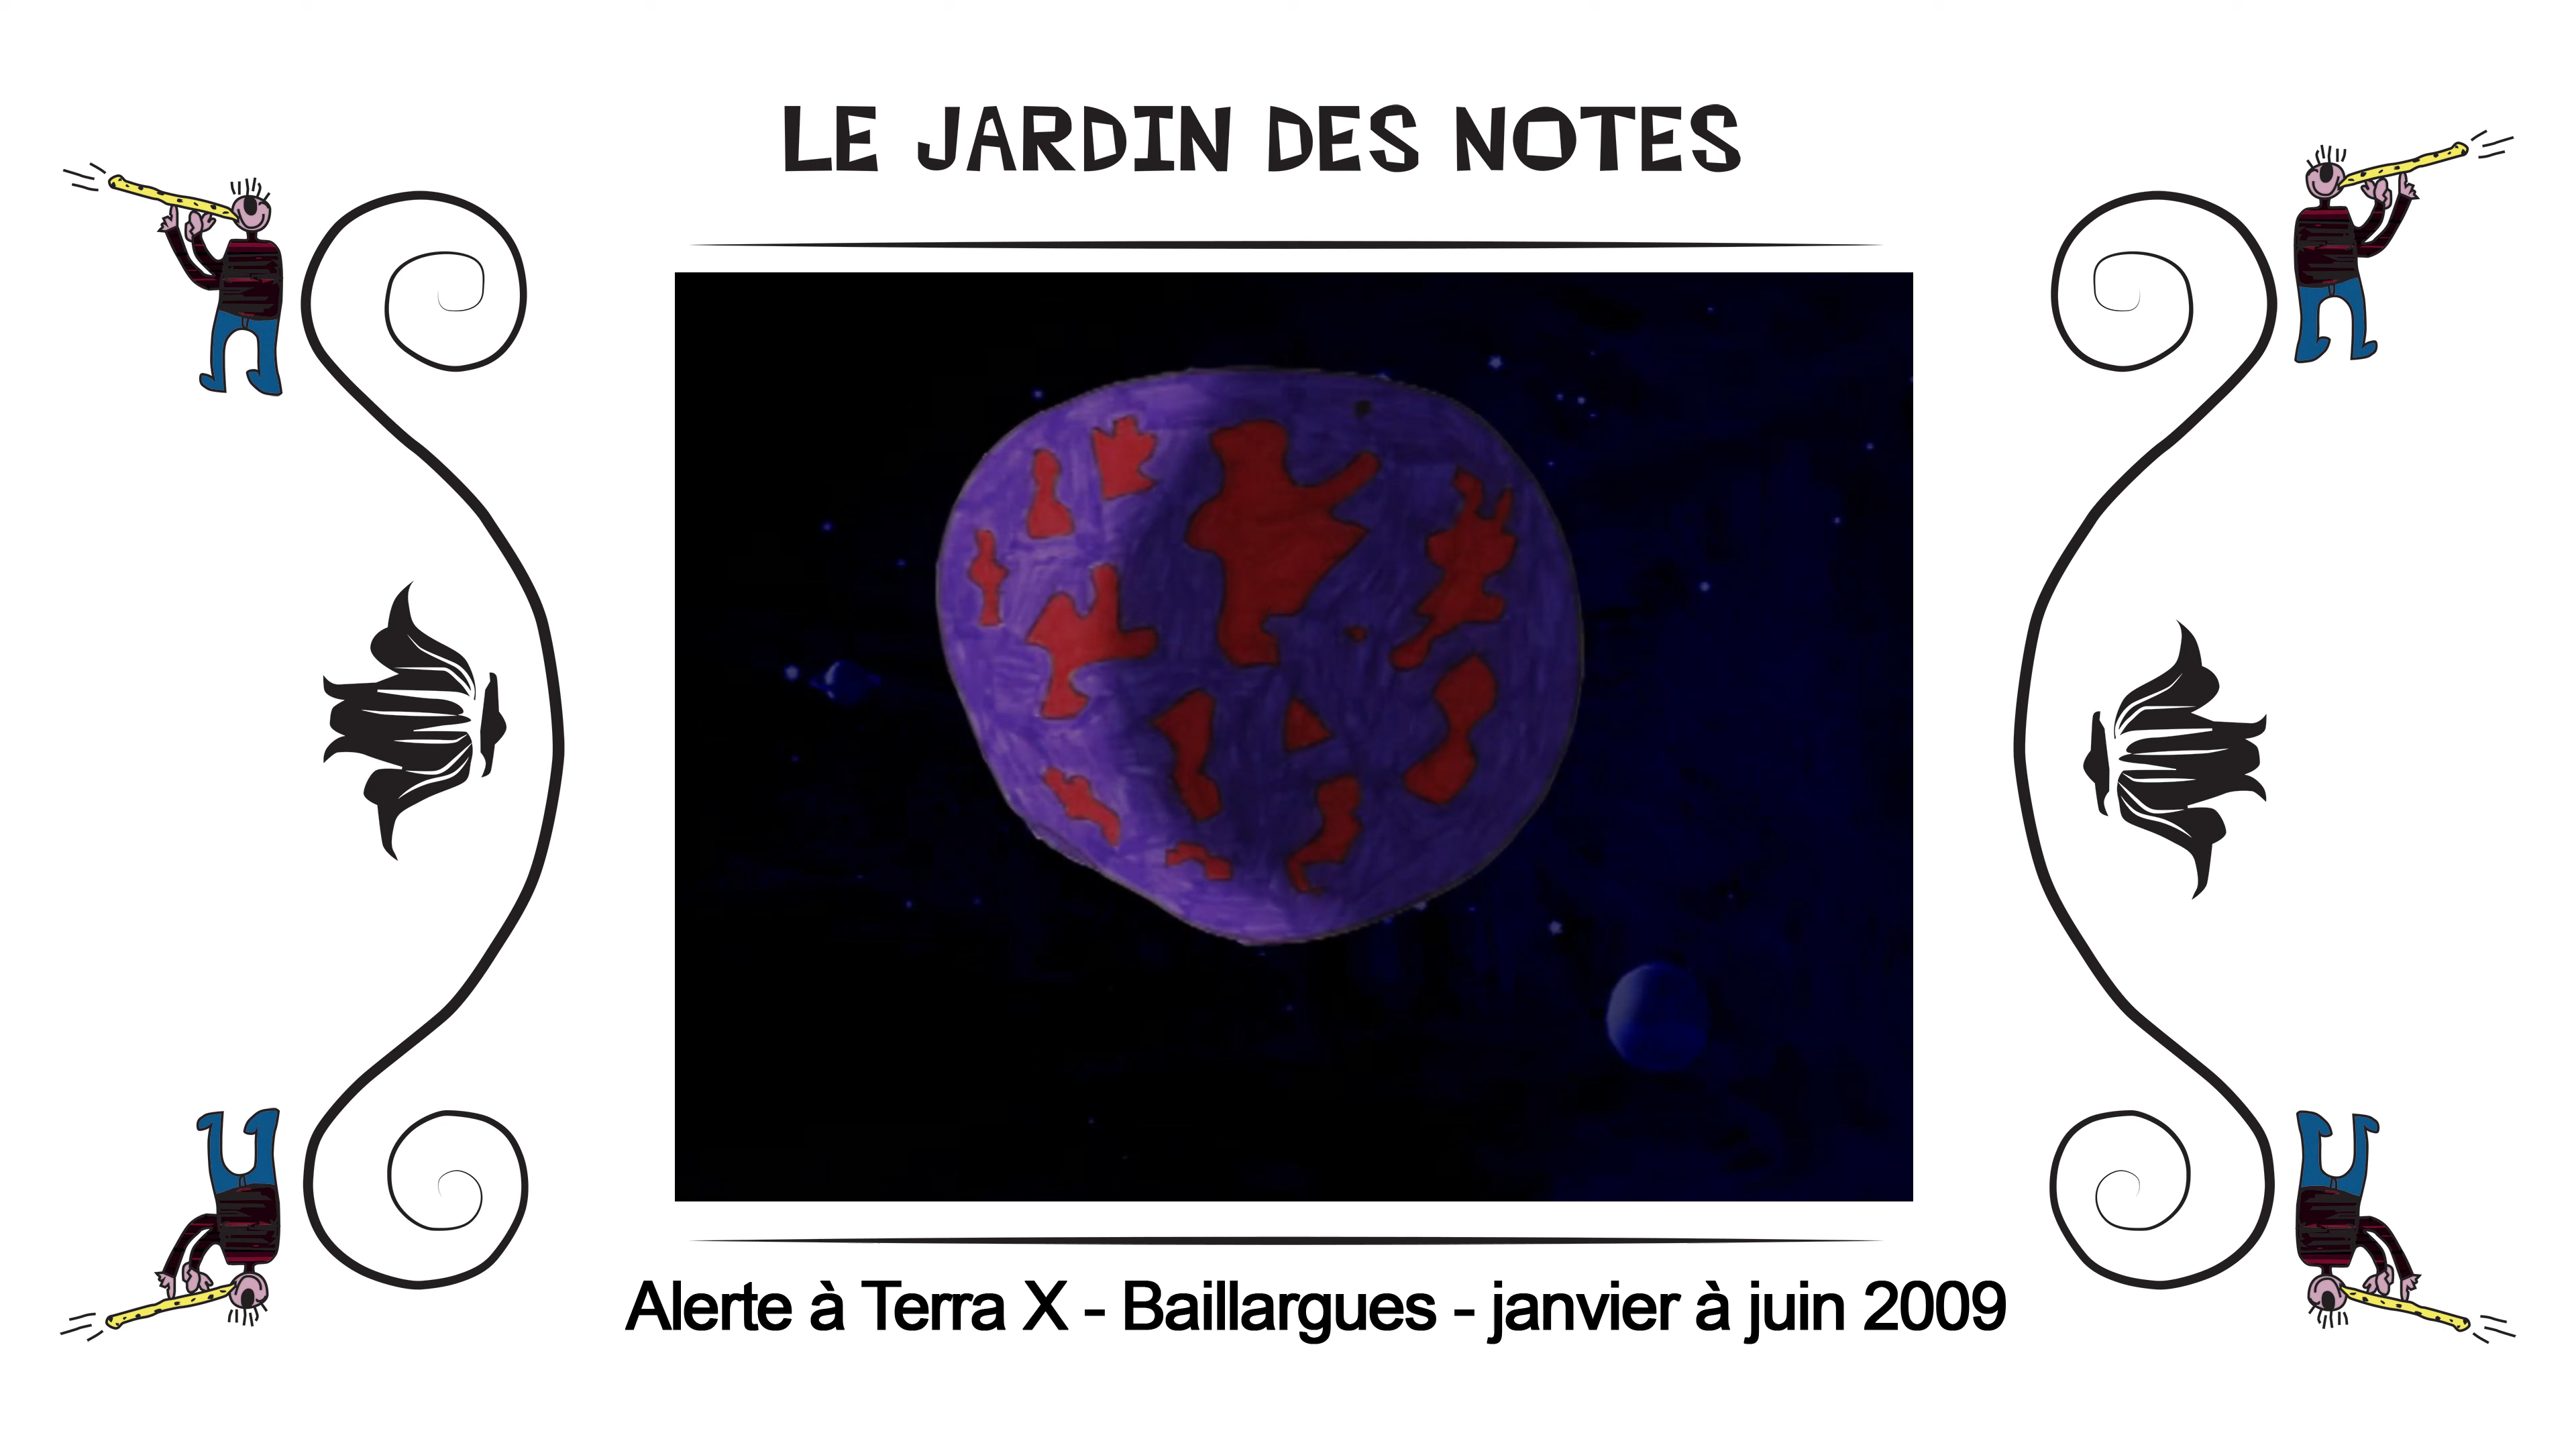 LE JARDIN DES NOTES
Alerte à Terra X - Baillargues - janvier à juin 2009